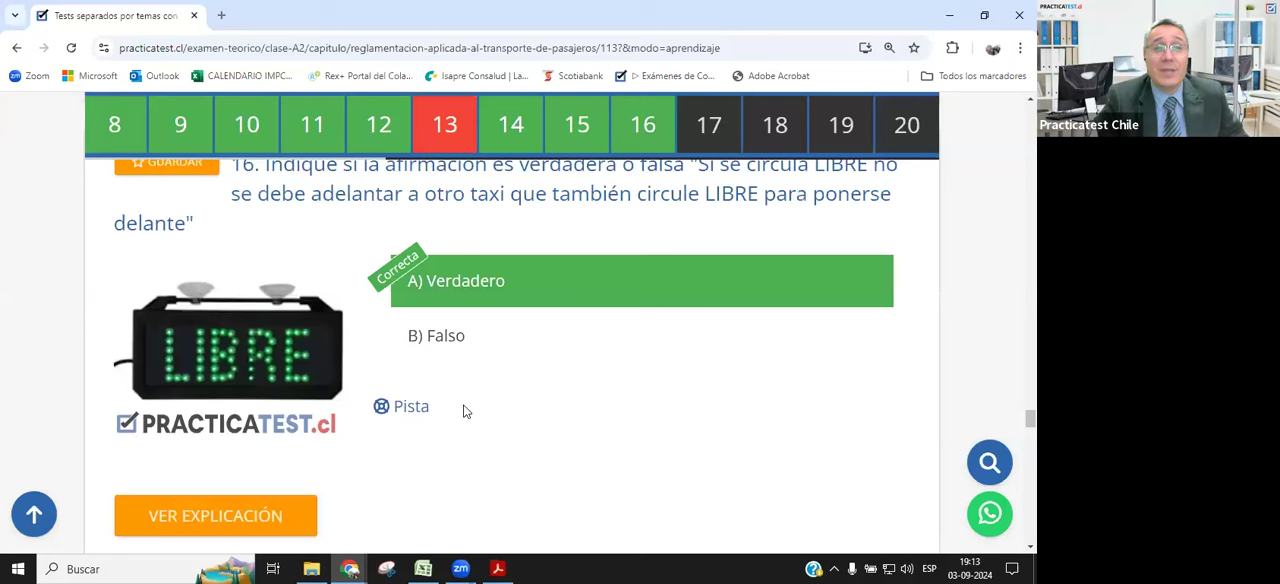 Tests separados por temas con
practicatest.cl/examen-teorico/clase-A2/capitulo/reglamentacion-aplicada-al-transporte-de-pasajeros/113?&modo=aprendizaje
Zoom
Microsoft
Outlook
CALENDARIO IMPC...
Rex+ Portal del Cola...
Isapre Consalud | La...
Scotiabank
▷ Exámenes de Co...
Adobe Acrobat
Todos los marcadores
PRACTICATEST.cl
Practicatest Chile
8 9 10 11 12 13 14 15 16 17 18 19 20
GUARDAR
16. Indique si la afirmación es verdadera o falsa "Si se circula LIBRE no
se debe adelantar a otro taxi que también circule LIBRE para ponerse
delante"
Correcta
A) Verdadero
B) Falso
LIBRE
PRACTICATEST.cl
Pista
VER EXPLICACIÓN
Buscar
ESP
19:13
03-09-2024